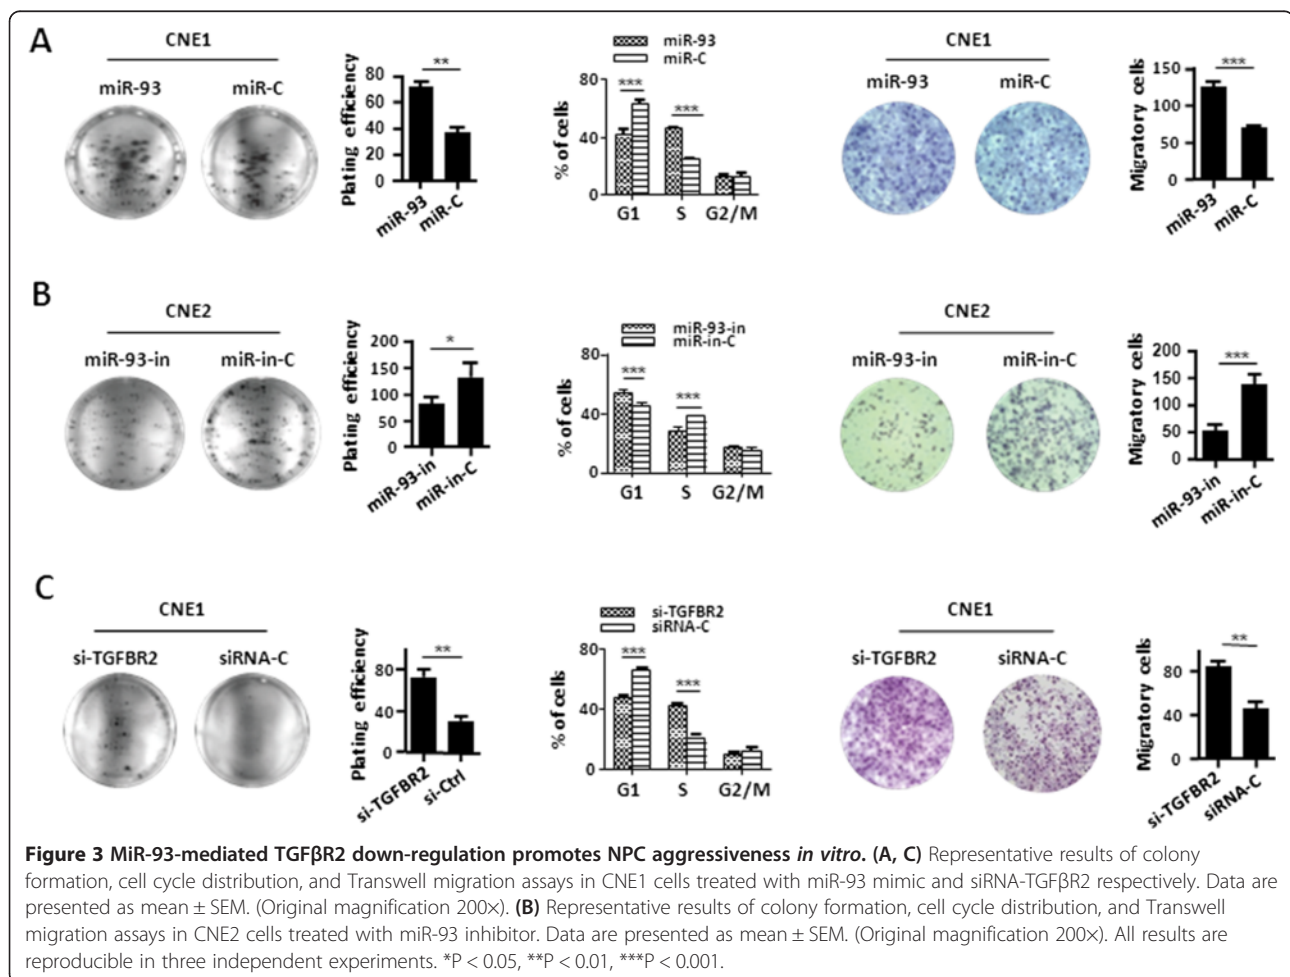 A
CNE1
miR-93 miR-C
Plating efficiency
80
60
40
20
0
**
miR-93 miR-C
miR-93
miR-C
% of cells
80
40
0
***
***
G1 S G2/M
CNE1
miR-93 miR-C
Migratory cells
150
100
50
0
***
miR-93 miR-C
B
CNE2
miR-93-in miR-in-C
Plating efficiency
200
150
100
50
0
*
miR-93-in miR-in-C
miR-93-in
miR-in-C
% of cells
80
40
0
***
***
G1 S G2/M
CNE2
miR-93-in miR-in-C
Migratory cells
200
150
100
50
0
***
miR-93-in miR-in-C
C
CNE1
si-TGFBR2 siRNA-C
Plating efficiency
80
40
0
**
si-TGFBR2 si-Ctrl
si-TGFBR2
siRNA-C
% of cells
80
40
0
***
***
G1 S G2/M
CNE1
si-TGFBR2 siRNA-C
Migratory cells
80
40
0
**
si-TGFBR2 siRNA-C
Figure 3 MiR-93-mediated TGFβR2 down-regulation promotes NPC aggressiveness in vitro. (A, C) Representative results of colony
formation, cell cycle distribution, and Transwell migration assays in CNE1 cells treated with miR-93 mimic and siRNA-TGFβR2 respectively. Data are
presented as mean ± SEM. (Original magnification 200×). (B) Representative results of colony formation, cell cycle distribution, and Transwell
migration assays in CNE2 cells treated with miR-93 inhibitor. Data are presented as mean ± SEM. (Original magnification 200×). All results are
reproducible in three independent experiments. *P < 0.05, **P < 0.01, ***P < 0.001.